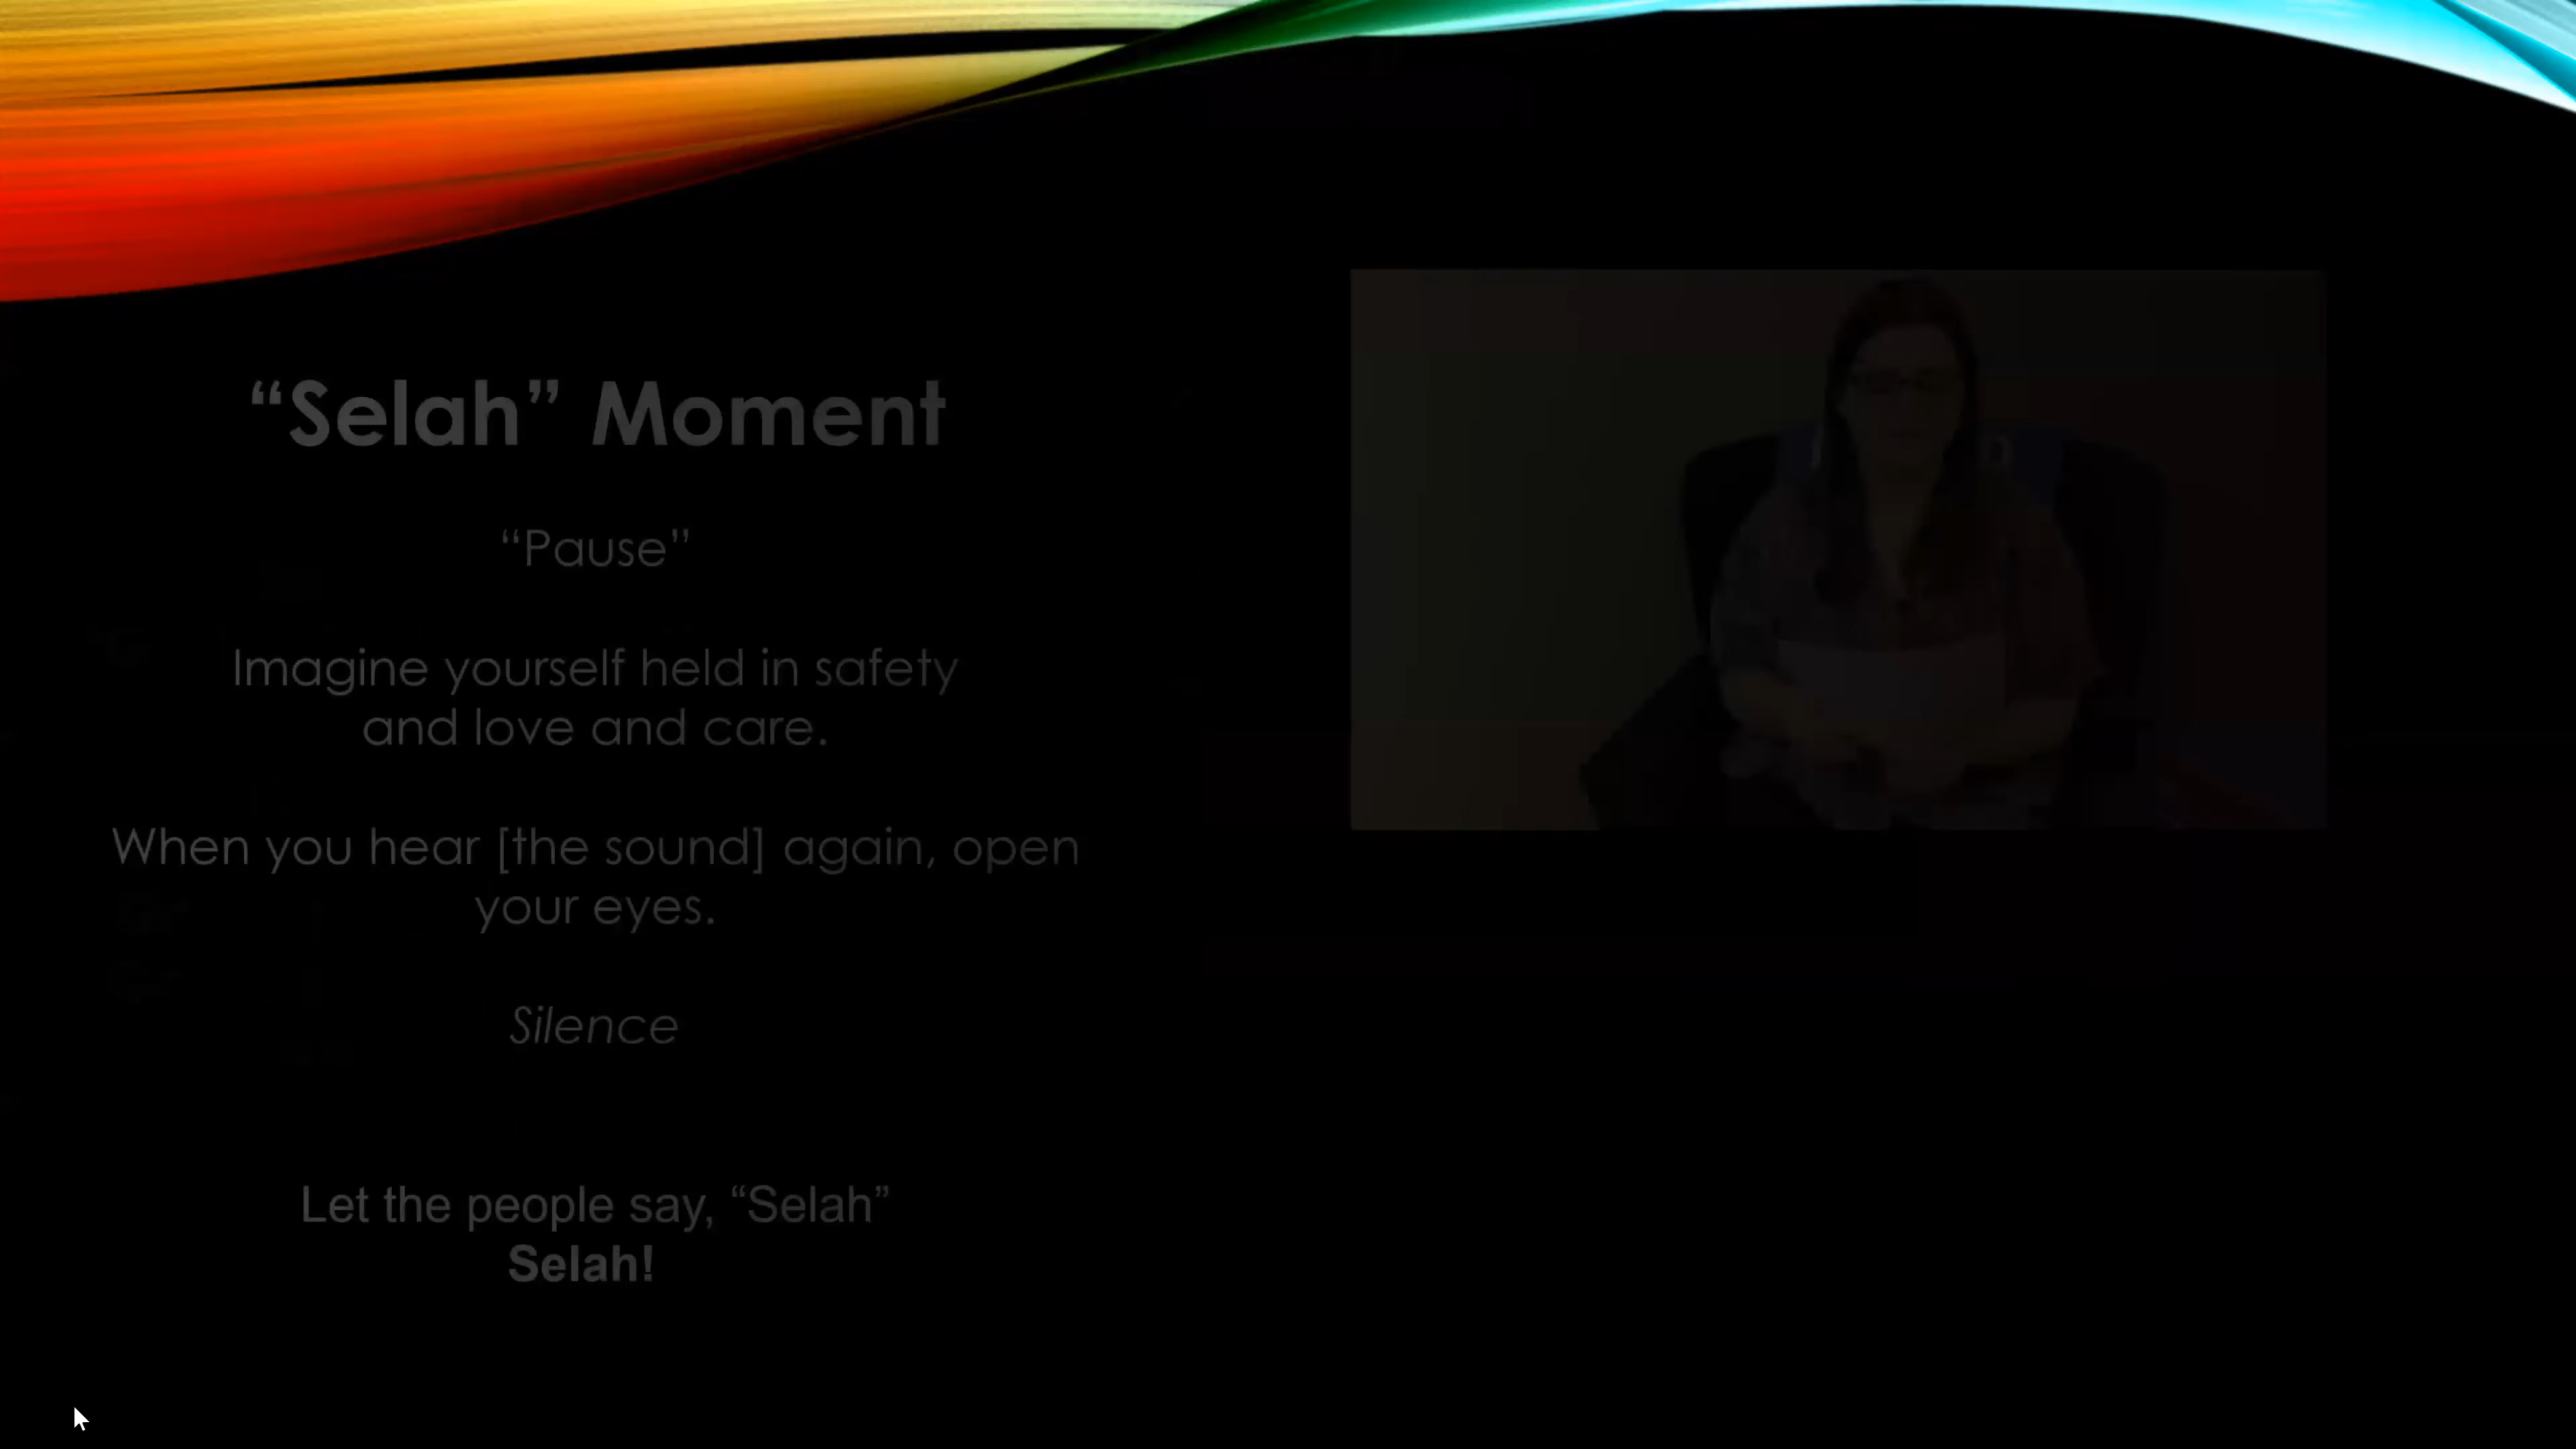 “Selah” Moment
“Pause”
Imagine yourself held in safety
and love and care.
When you hear [the sound] again, open
your eyes.
Silence
Let the people say, “Selah”
Selah!